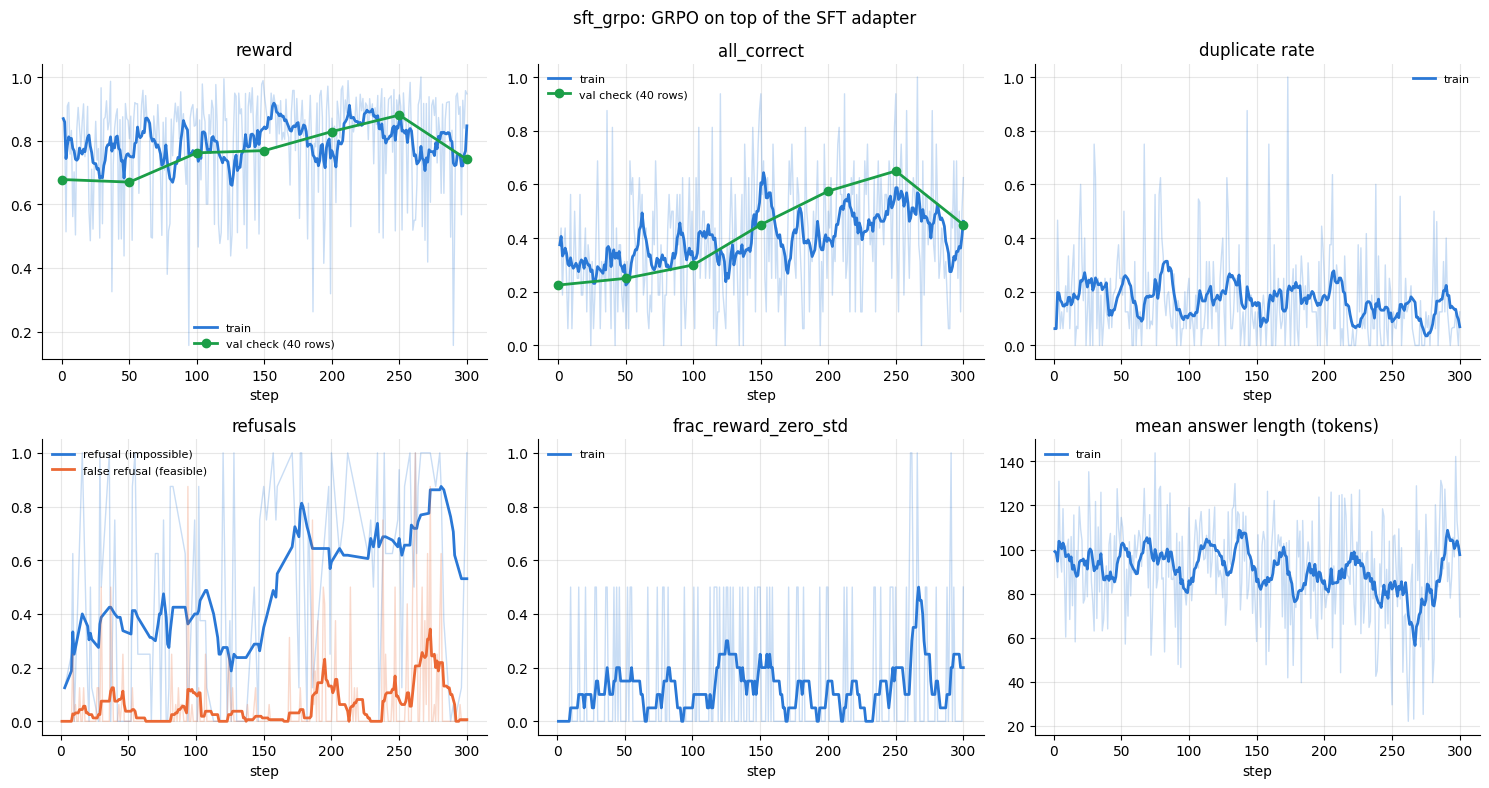 sft_grpo: GRPO on top of the SFT adapter
reward
1.0
0.8
0.6
0.4
0.2
train
val check (40 rows)
0 50 100 150 200 250 300
step
all_correct
train
val check (40 rows)
1.0
0.8
0.6
0.4
0.2
0.0
0 50 100 150 200 250 300
step
duplicate rate
train
1.0
0.8
0.6
0.4
0.2
0.0
0 50 100 150 200 250 300
step
refusals
refusal (impossible)
false refusal (feasible)
1.0
0.8
0.6
0.4
0.2
0.0
0 50 100 150 200 250 300
step
frac_reward_zero_std
train
1.0
0.8
0.6
0.4
0.2
0.0
0 50 100 150 200 250 300
step
mean answer length (tokens)
train
140
120
100
80
60
40
20
0 50 100 150 200 250 300
step